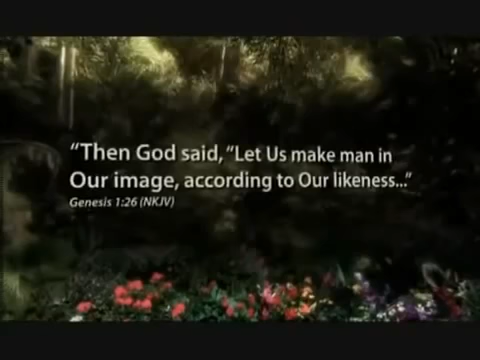 “Then God said, “Let Us make man in
Our image, according to Our likeness...”
Genesis 1:26 (NKJV)